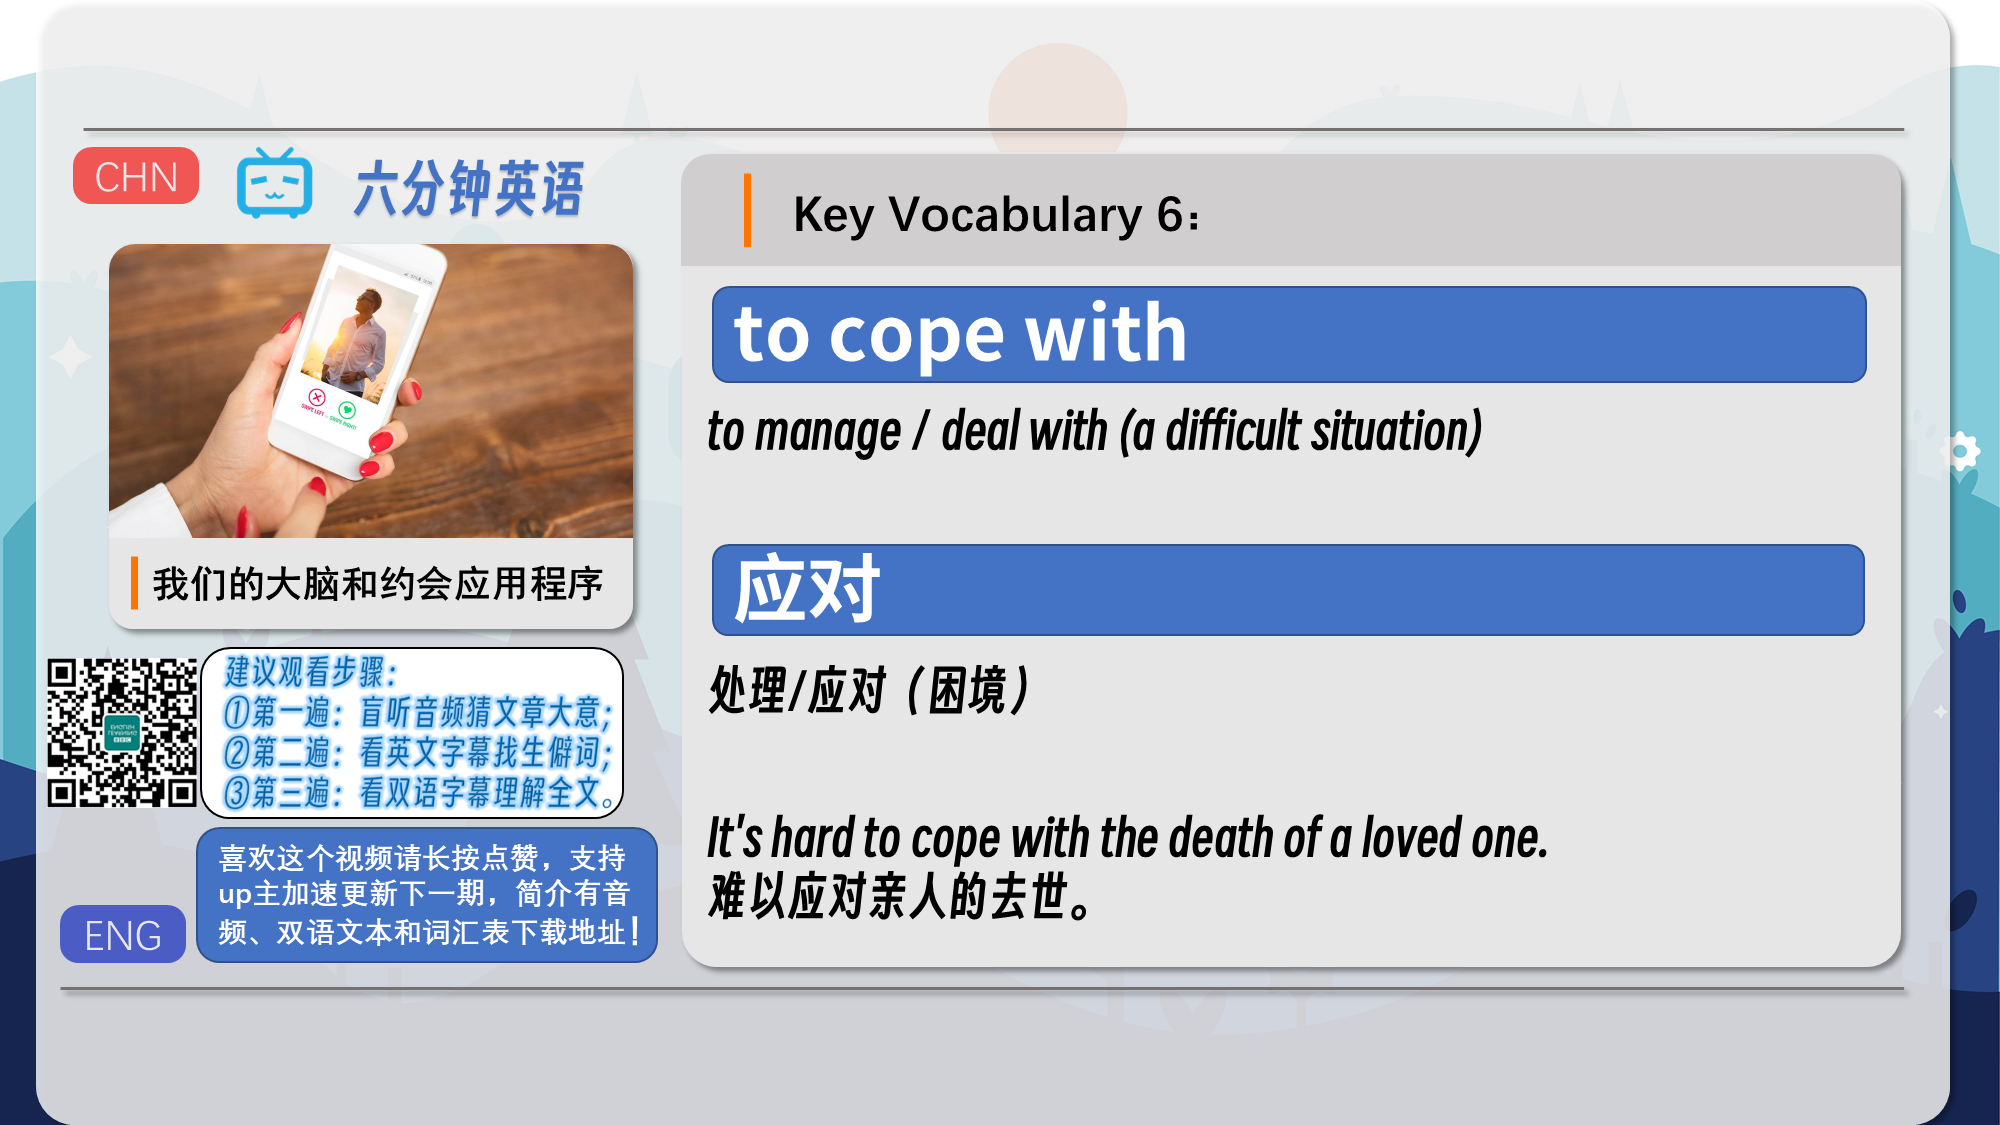 CHN
六分钟英语
SWIPE LEFT
SWIPE RIGHT
我们的大脑和约会应用程序
建议观看步骤：
①第一遍：盲听音频猜文章大意；
②第二遍：看英文字幕找生僻词；
③第三遍：看双语字幕理解全文。
BBC
喜欢这个视频请长按点赞，支持
up主加速更新下一期，简介有音
频、双语文本和词汇表下载地址！
ENG
Key Vocabulary 6：
to cope with
to manage / deal with (a difficult situation)
应对
处理/应对（困境）
It's hard to cope with the death of a loved one.
难以应对亲人的去世。